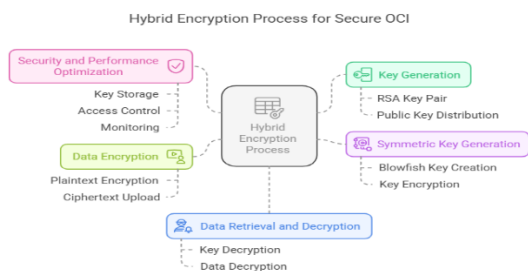 Hybrid Encryption Process for Secure OCI
Security and Performance
Optimization
Key Storage
Access Control
Monitoring
Data Encryption
Plaintext Encryption
Ciphertext Upload
Hybrid
Encryption
Process
Key Generation
RSA Key Pair
Public Key Distribution
Symmetric Key Generation
Blowfish Key Creation
Key Encryption
Data Retrieval and Decryption
Key Decryption
Data Decryption